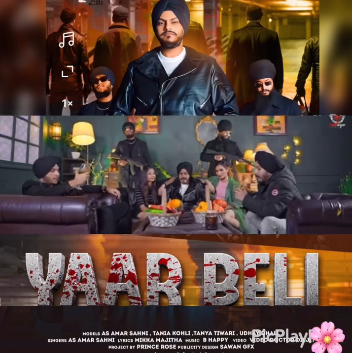 1×
YAAR BELI
MODELS AS AMAR SAHNI , TANIA KOHLI ,TANYA TIWARI ,
SINGERS AS AMAR SAHNI LYRICS MIKKA MAJITHA MUSIC B HAPPY VIDEO
PROJECT BY PRINCE ROSE PUBLICITY DESIGN SAWAN GFX